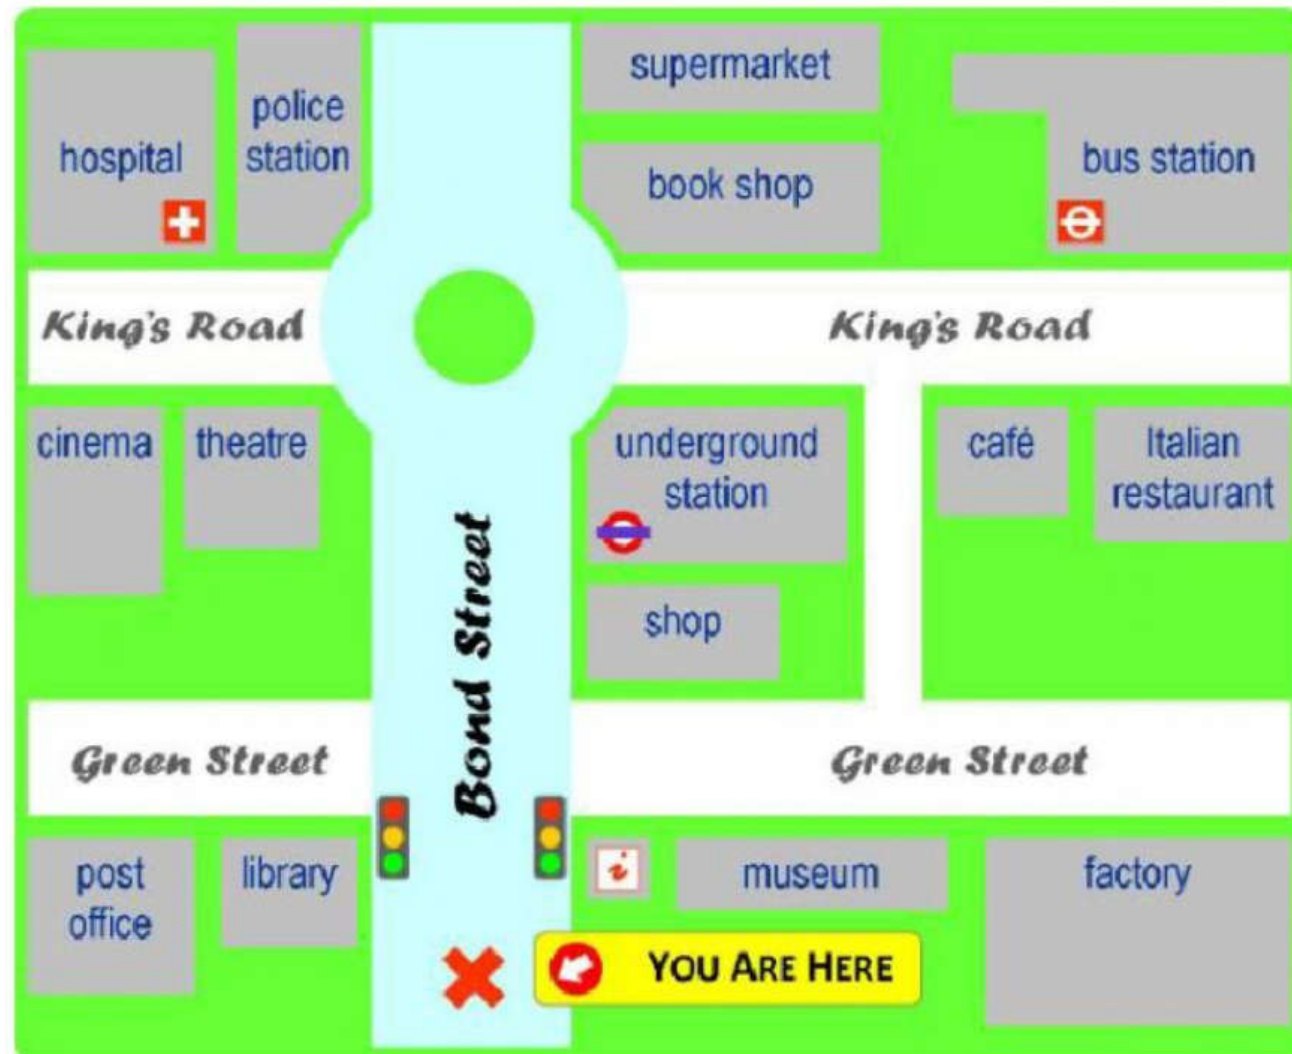 supermarket
police
station
hospital
book shop
bus station
King's Road
King's Road
cinema
theatre
underground
station
café
Italian
restaurant
shop
Bond Street
Green Street
Green Street
post
office
library
i
museum
factory
YOU ARE HERE